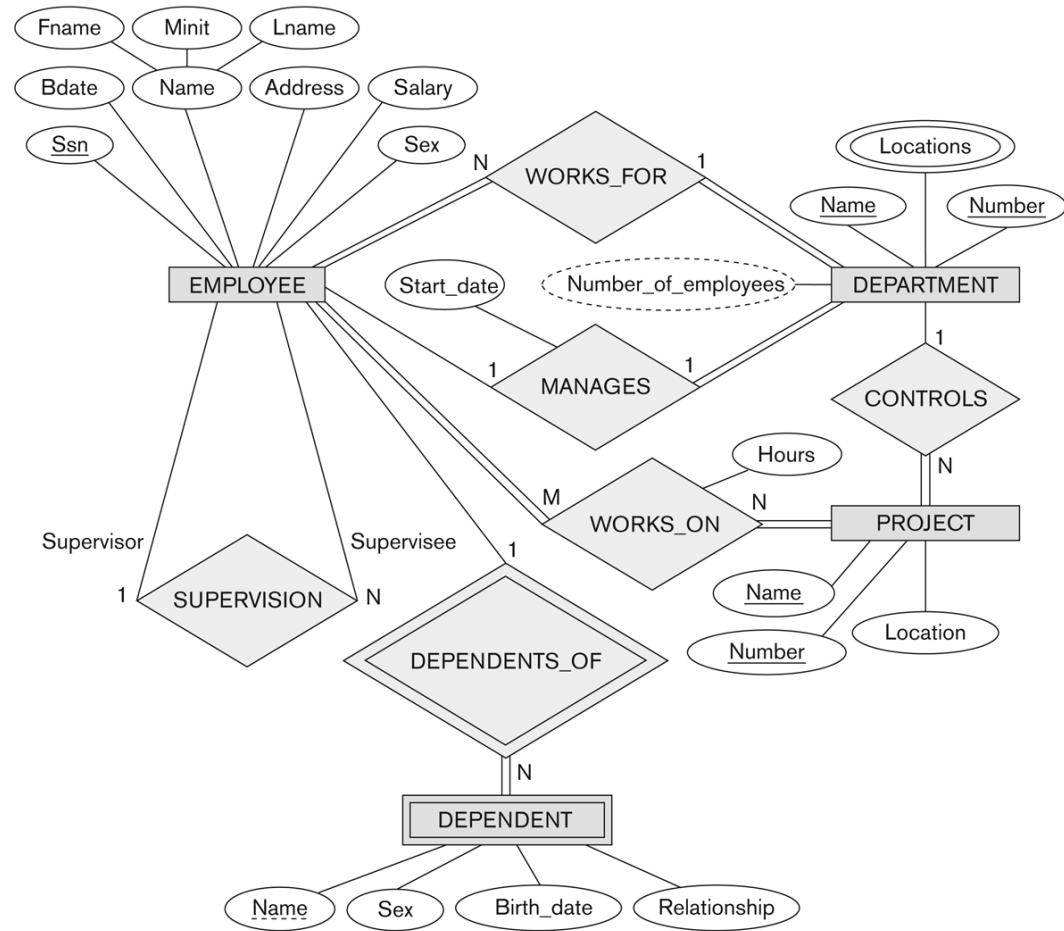 Fname Minit Lname
Bdate Name Address Salary
Ssn Sex
Locations
N WORKS_FOR 1
Name Number
EMPLOYEE Start_date Number_of_employees DEPARTMENT
1 MANAGES 1
1
CONTROLS
N
Hours
M WORKS_ON N PROJECT
Supervisor Supervisee
1 SUPERVISION N
1
Name
Number
Location
DEPENDENTS_OF
N
DEPENDENT
Name Sex Birth_date Relationship